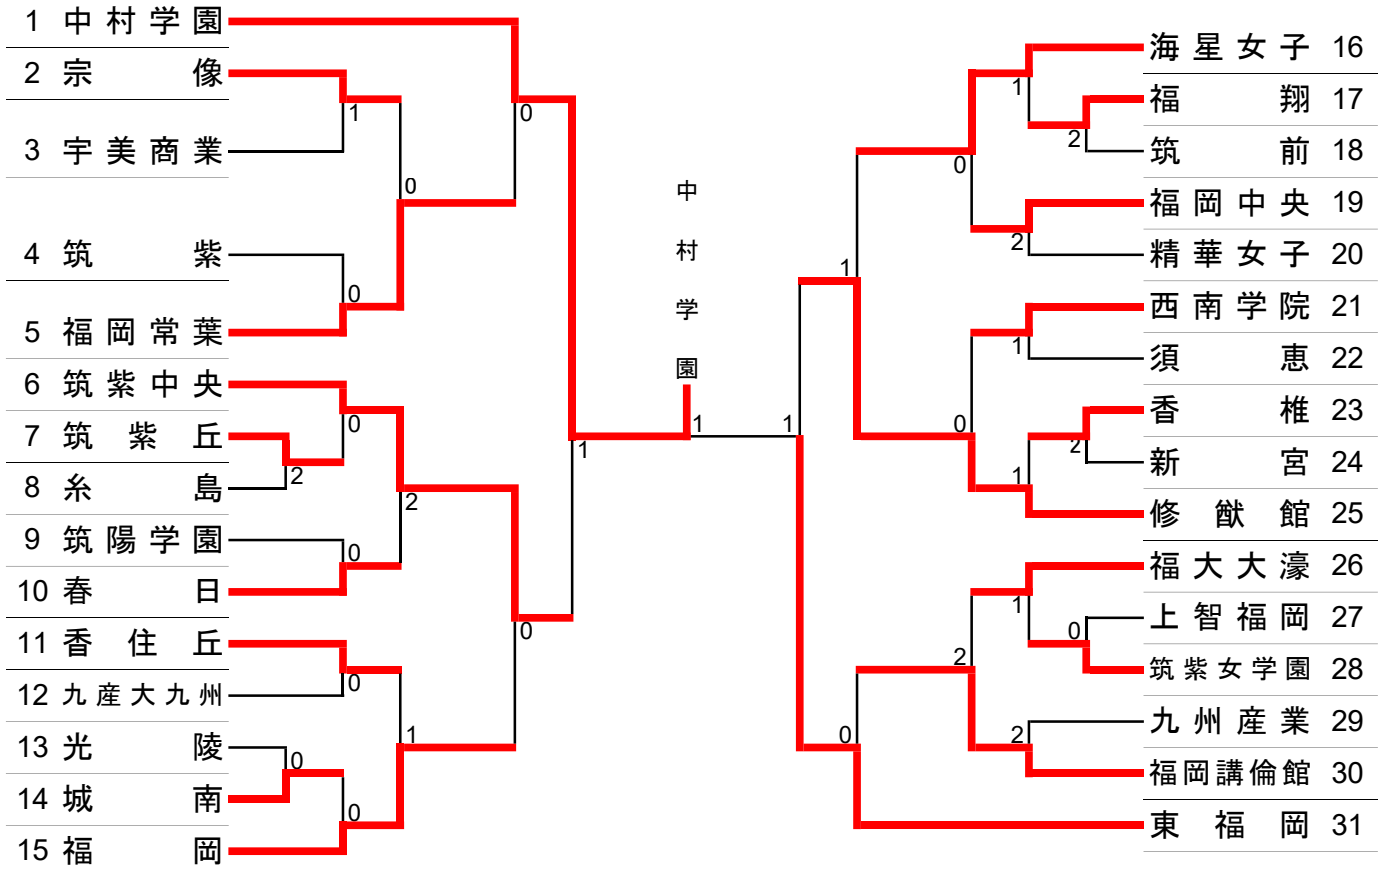 1 中村学園
2 宗像
1
3 宇美商業
0
4 筑紫
0
5 福岡常葉
0
6 筑紫中央
0
7 筑紫丘
2
8 糸島
2
9 筑陽学園
0
10 春日
11 香住丘
0
12 九産大九州
0
1
13 光陵
0
14 城南
0
15 福岡
1
中村学園
1
1
海星女子 16
1
福翔 17
2
筑前 18
0
福岡中央 19
2
精華女子 20
1
西南学院 21
1
須恵 22
香椎 23
0
2
新宮 24
1
修猷館 25
福大大濠 26
1
上智福岡 27
0
2
筑紫女学園 28
九州産業 29
0
2
福岡講倫館 30
東福岡 31